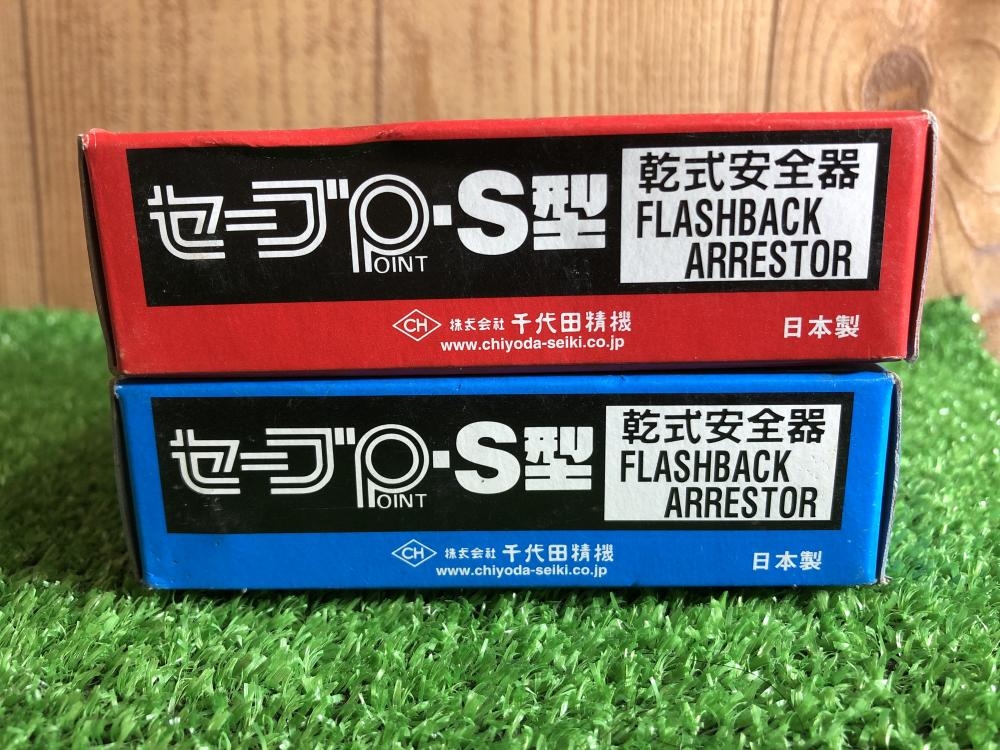 セーブPOINT・S型
乾式安全器
FLASHBACK
ARRESTOR
CH 株式会社 千代田精機
www.chiyoda-seiki.co.jp
日本製
セーブPOINT・S型
乾式安全器
FLASHBACK
ARRESTOR
CH 株式会社 千代田精機
www.chiyoda-seiki.co.jp
日本製